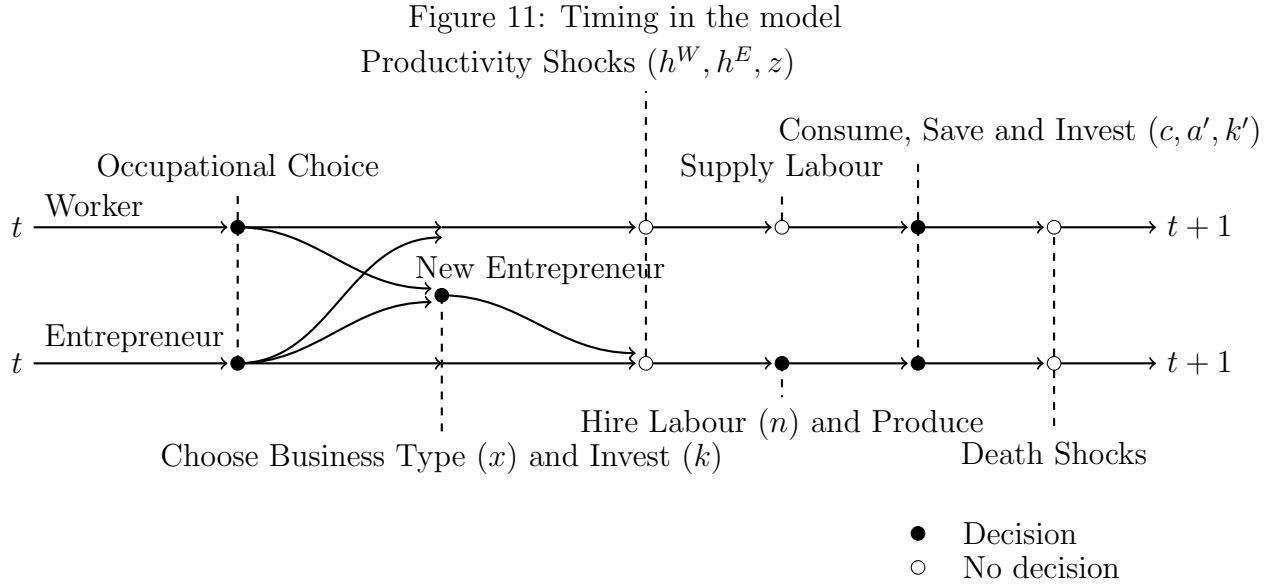 Figure 11: Timing in the model
Productivity Shocks (h^W, h^E, z)
Consume, Save and Invest (c, a′, k′)
Occupational Choice
Supply Labour
Worker
t
t + 1
New Entrepreneur
Entrepreneur
t
t + 1
Hire Labour (n) and Produce
Choose Business Type (x) and Invest (k)
Death Shocks
Decision
No decision